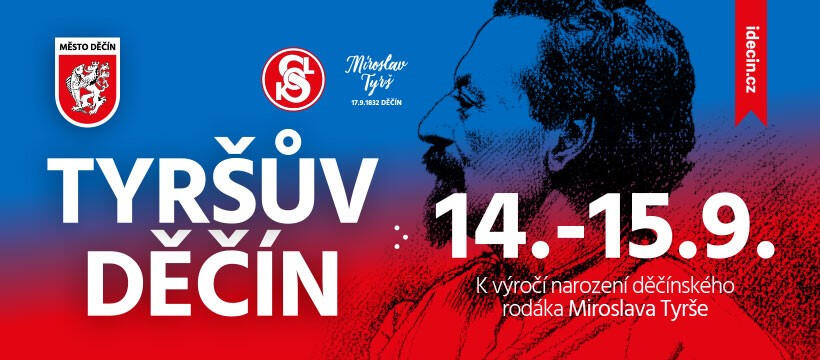 MĚSTO DĚČÍN
SOKOL
Miroslav
Tyrš
17.9.1832 DĚČÍN
idecin.cz
TYRŠŮV
DĚČÍN
:
14.-15.9.
K výročí narození děčínského
rodáka Miroslava Tyrše